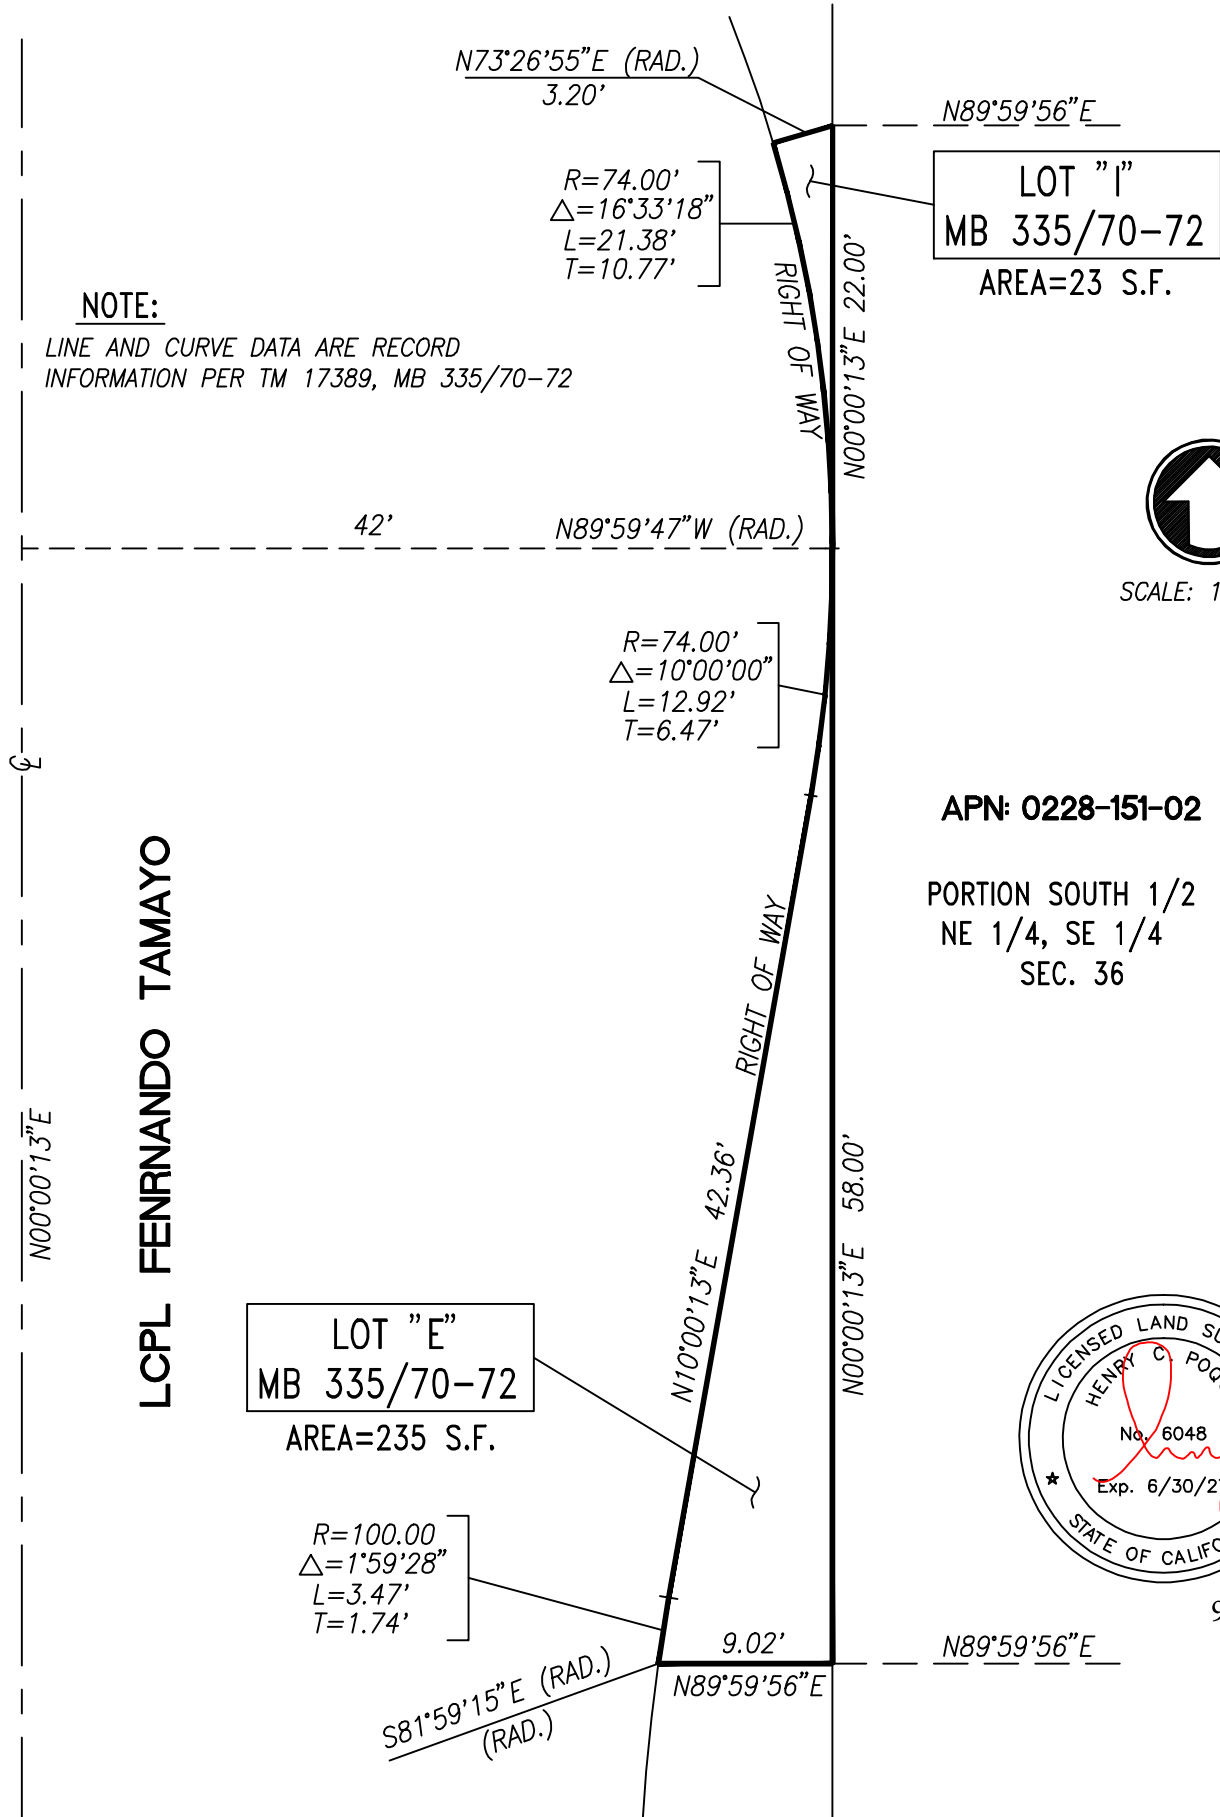 N73°26'55"E (RAD.)
3.20'
N89°59'56"E
LOT "I"
MB 335/70-72
AREA=23 S.F.
R=74.00'
△=16°33'18"
L=21.38'
T=10.77'
RIGHT OF WAY
N00°00'13"E 22.00'
NOTE:
LINE AND CURVE DATA ARE RECORD
INFORMATION PER TM 17389, MB 335/70-72
42'
N89°59'47"W (RAD.)
SCALE: 1
R=74.00'
△=10°00'00"
L=12.92'
T=6.47'
℄
APN: 0228-151-02
PORTION SOUTH 1/2
NE 1/4, SE 1/4
SEC. 36
LCPL FENRNANDO TAMAYO
N00°00'13"E
RIGHT OF WAY
N10°00'13"E 42.36'
N00°00'13"E 58.00'
LOT "E"
MB 335/70-72
AREA=235 S.F.
LICENSED LAND SU
HENRY C. POQ
No. 6048
Exp. 6/30/2
STATE OF CALIFO
R=100.00
△=1°59'28"
L=3.47'
T=1.74'
9
9.02'
N89°59'56"E
N89°59'56"E
S81°59'15"E (RAD.)
(RAD.)